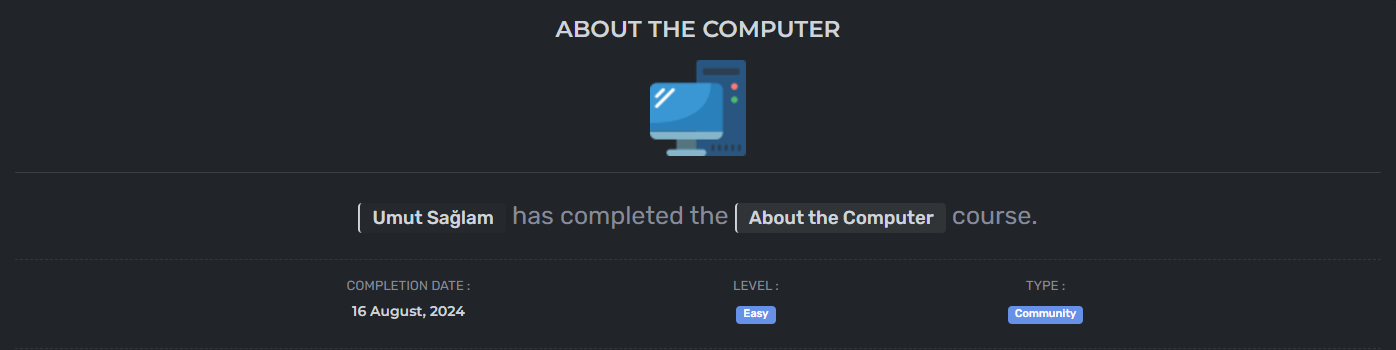 ABOUT THE COMPUTER
Umut Sağlam has completed the About the Computer course.
COMPLETION DATE : LEVEL : TYPE :
16 August, 2024 Easy Community